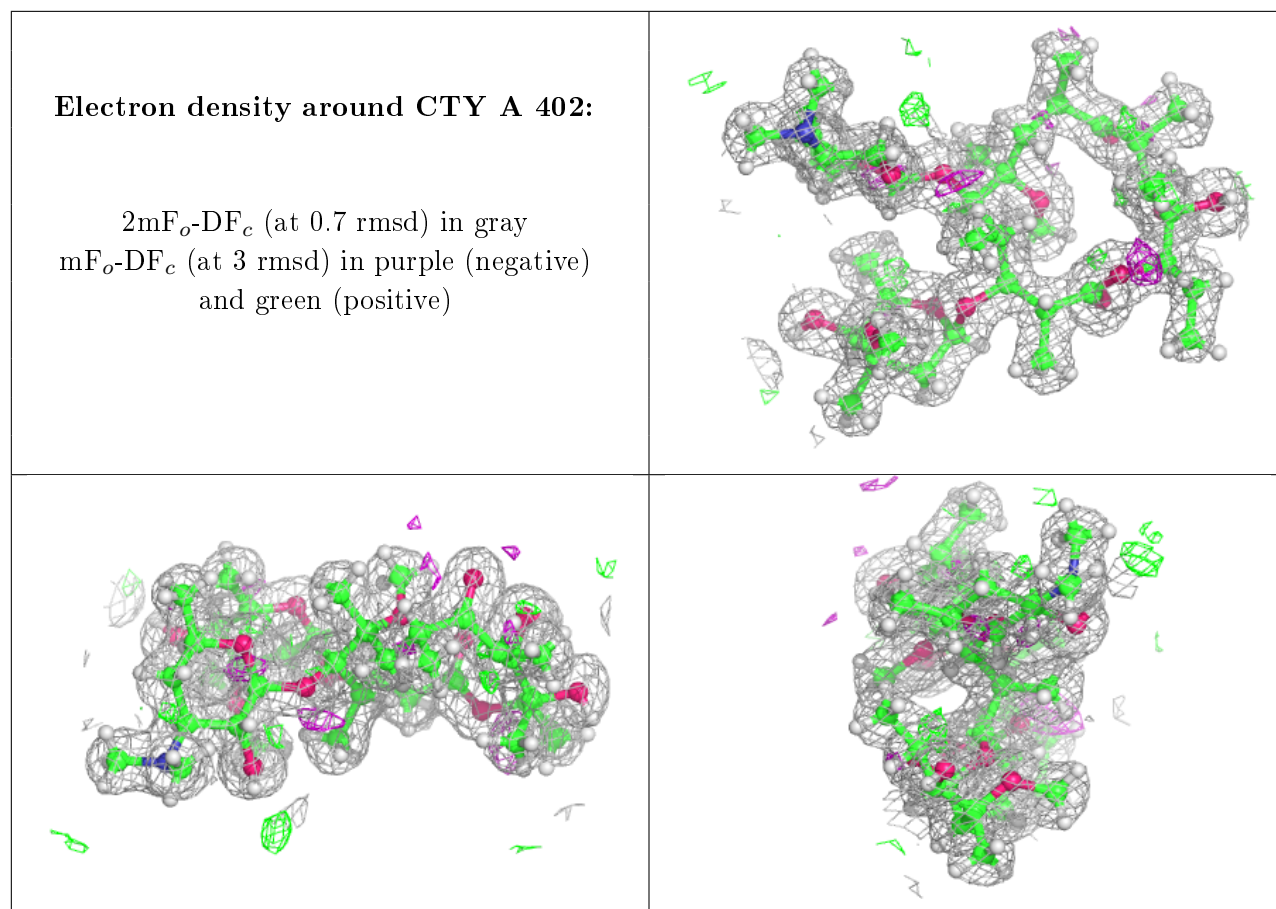 Electron density around CTY A 402:
2mFo-DFc (at 0.7 rmsd) in gray
mFo-DFc (at 3 rmsd) in purple (negative)
and green (positive)